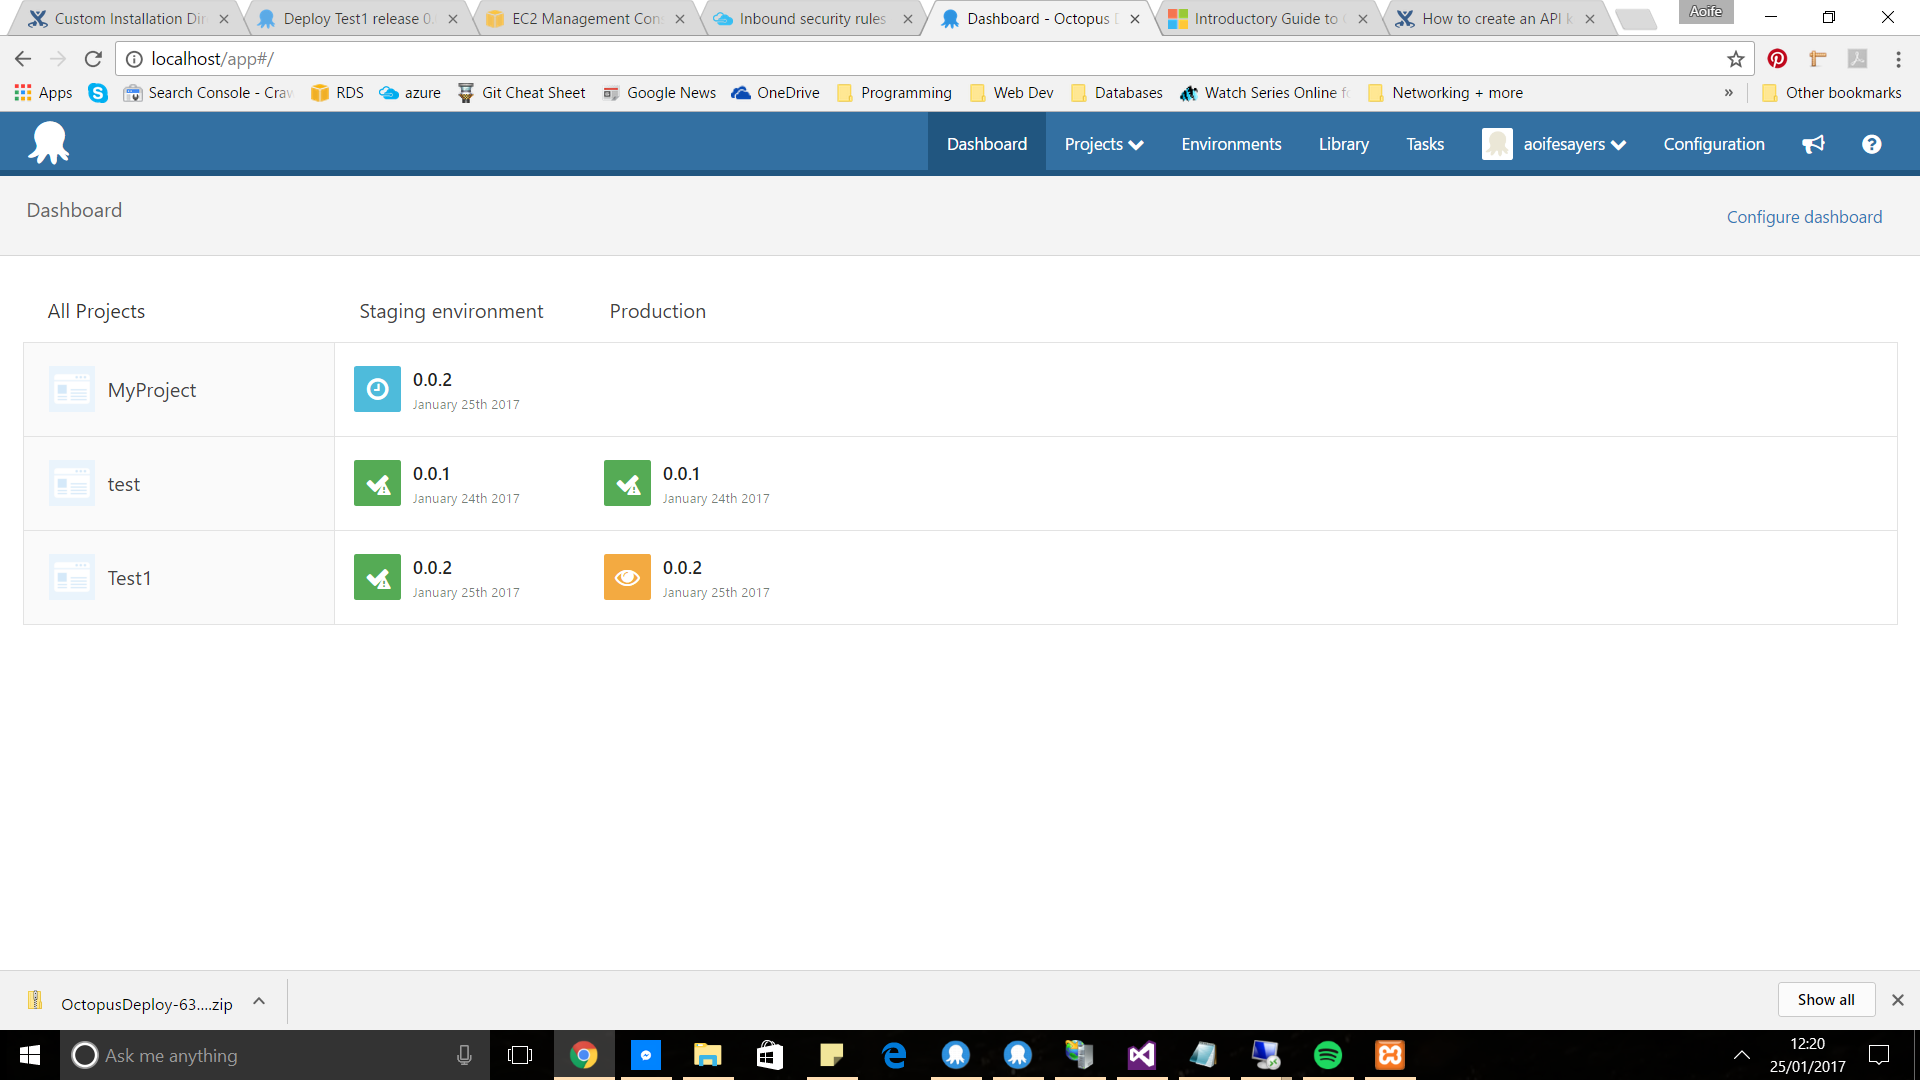 Custom Installation Dir
Deploy Test1 release 0.
EC2 Management Con
Inbound security rules
Dashboard - Octopus D
Introductory Guide to
How to create an API k
Aoife
localhost/app#/
Apps
Search Console - Craw
RDS
azure
Git Cheat Sheet
Google News
OneDrive
Programming
Web Dev
Databases
Watch Series Online fo
Networking + more
»
Other bookmarks
Dashboard
Projects
Environments
Library
Tasks
aoifesayers
Configuration
Dashboard
Configure dashboard
All Projects
Staging environment
Production
MyProject
0.0.2
January 25th 2017
test
0.0.1
January 24th 2017
0.0.1
January 24th 2017
Test1
0.0.2
January 25th 2017
0.0.2
January 25th 2017
OctopusDeploy-63....zip
Show all
Ask me anything
12:20
25/01/2017